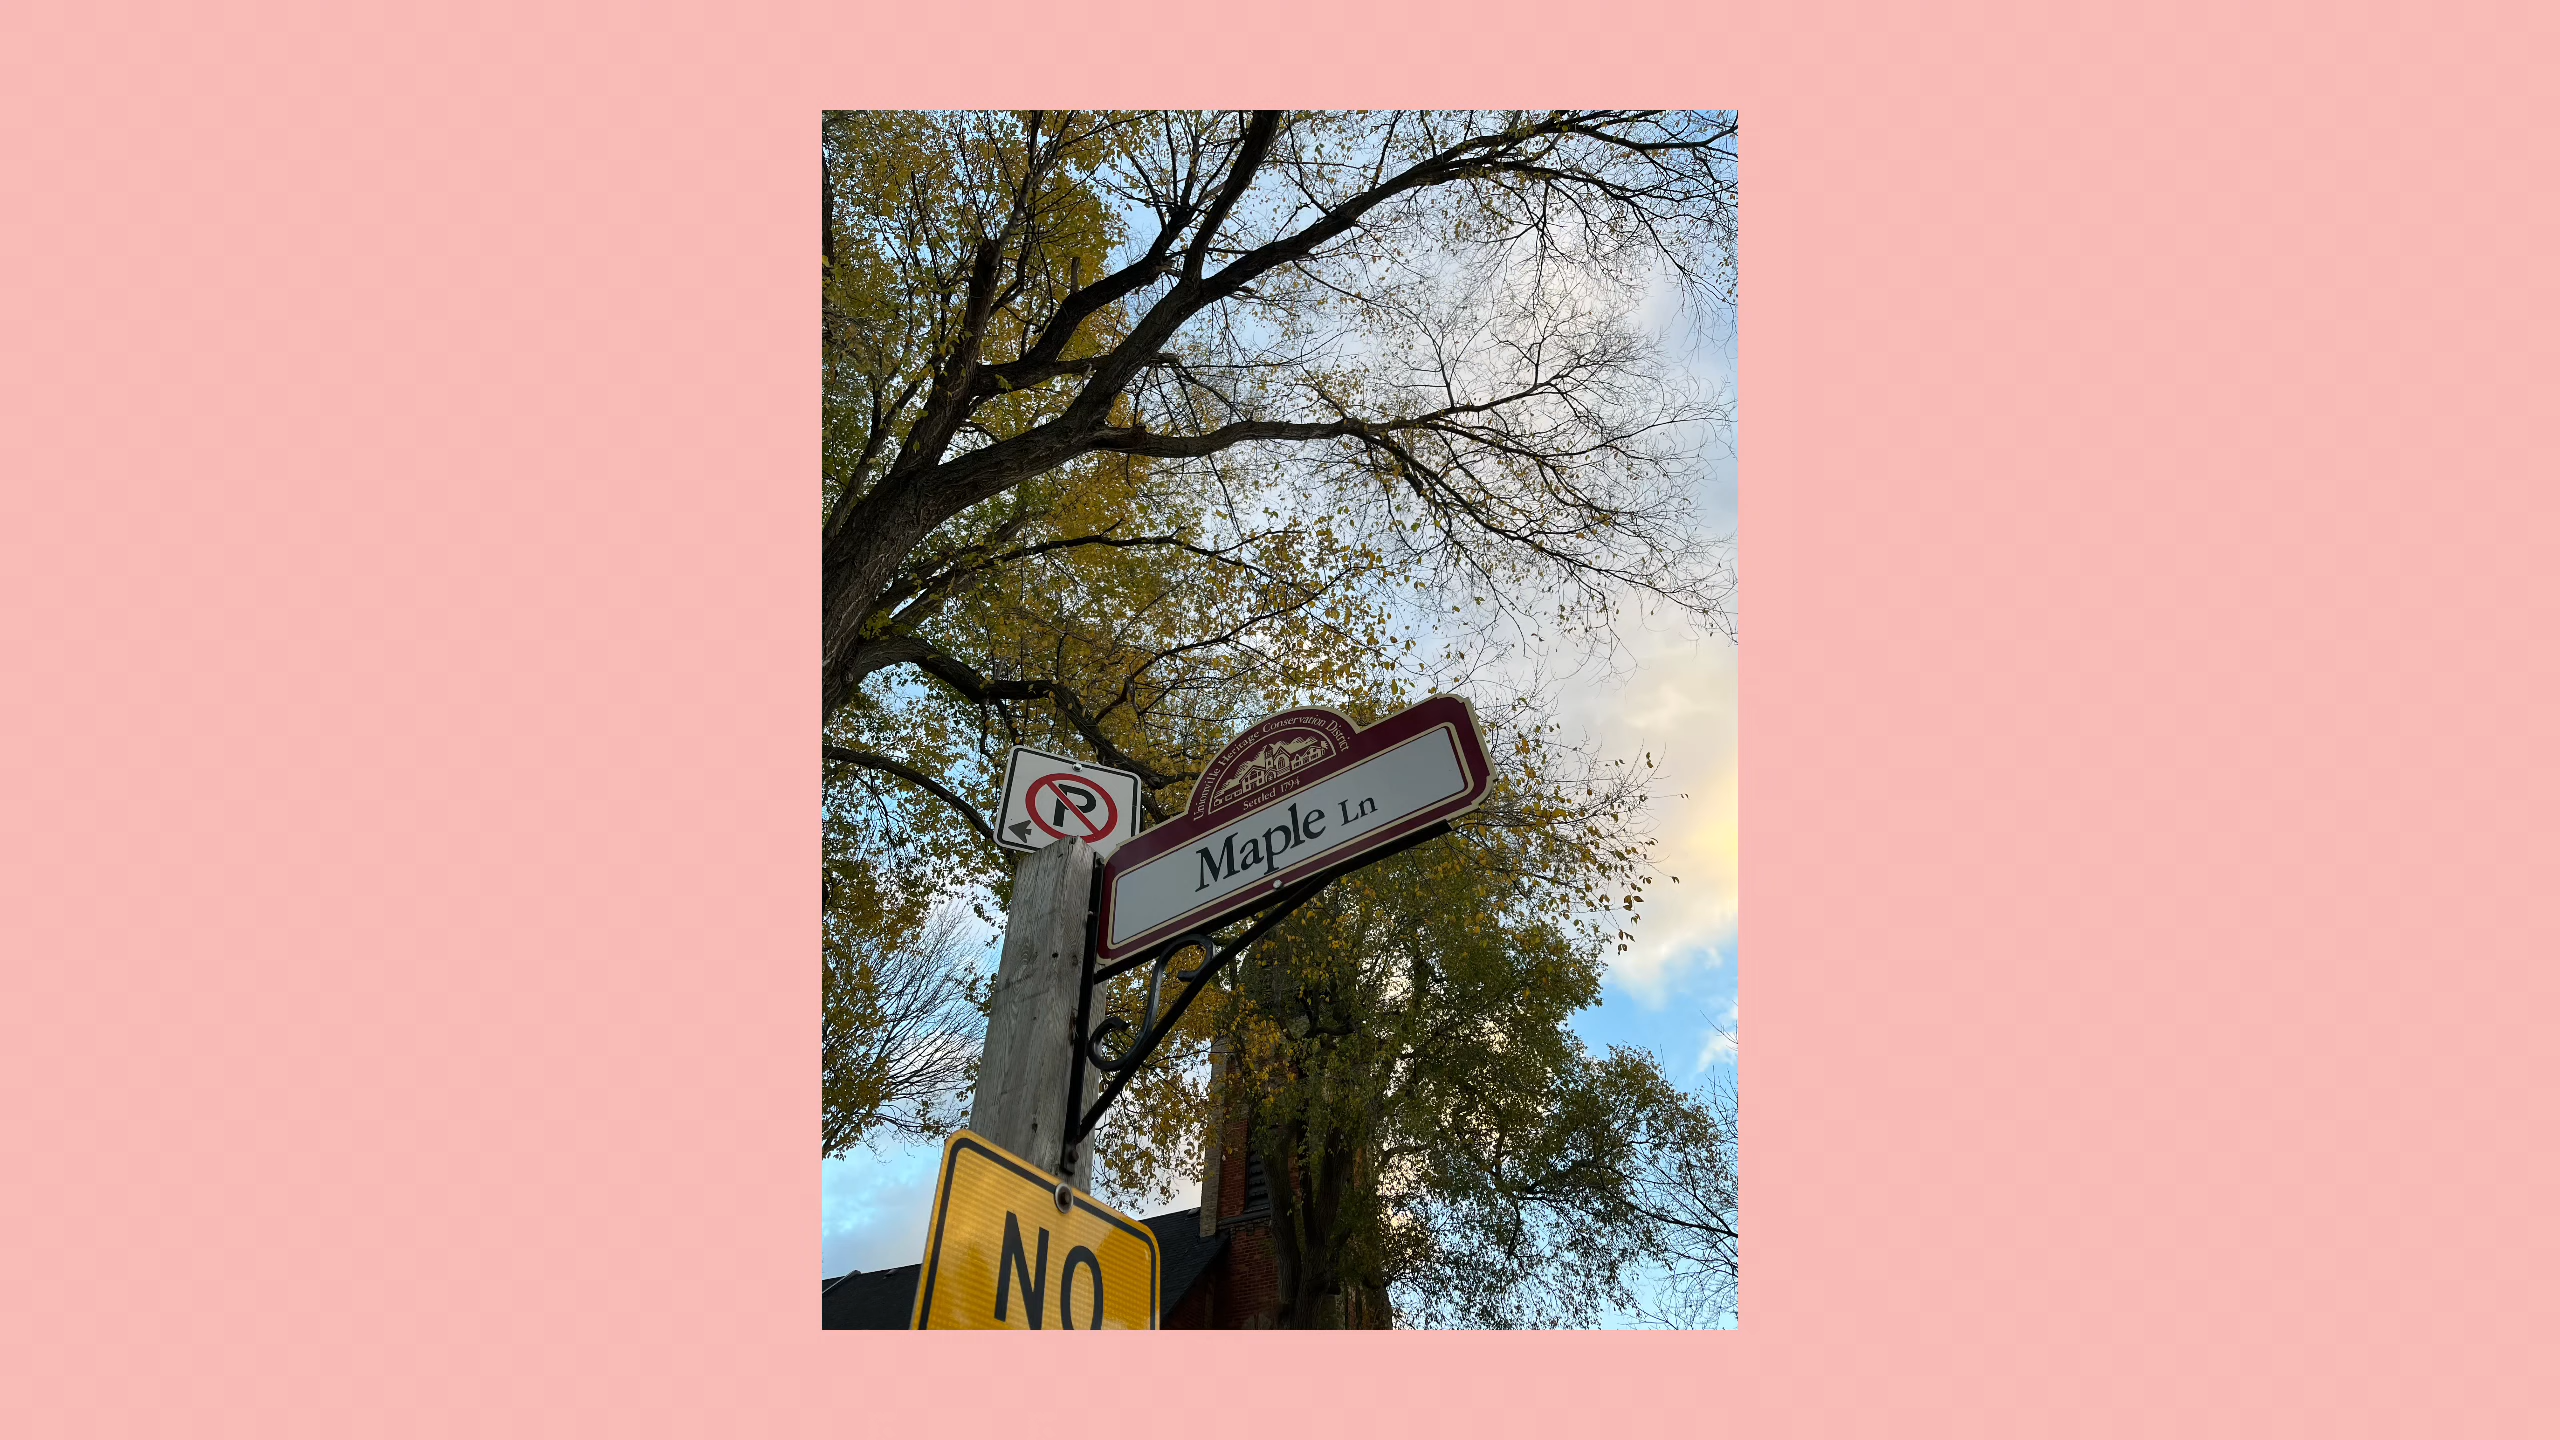 Unionville Heritage Conservation District
Settled 1794
P
Maple Ln
NO